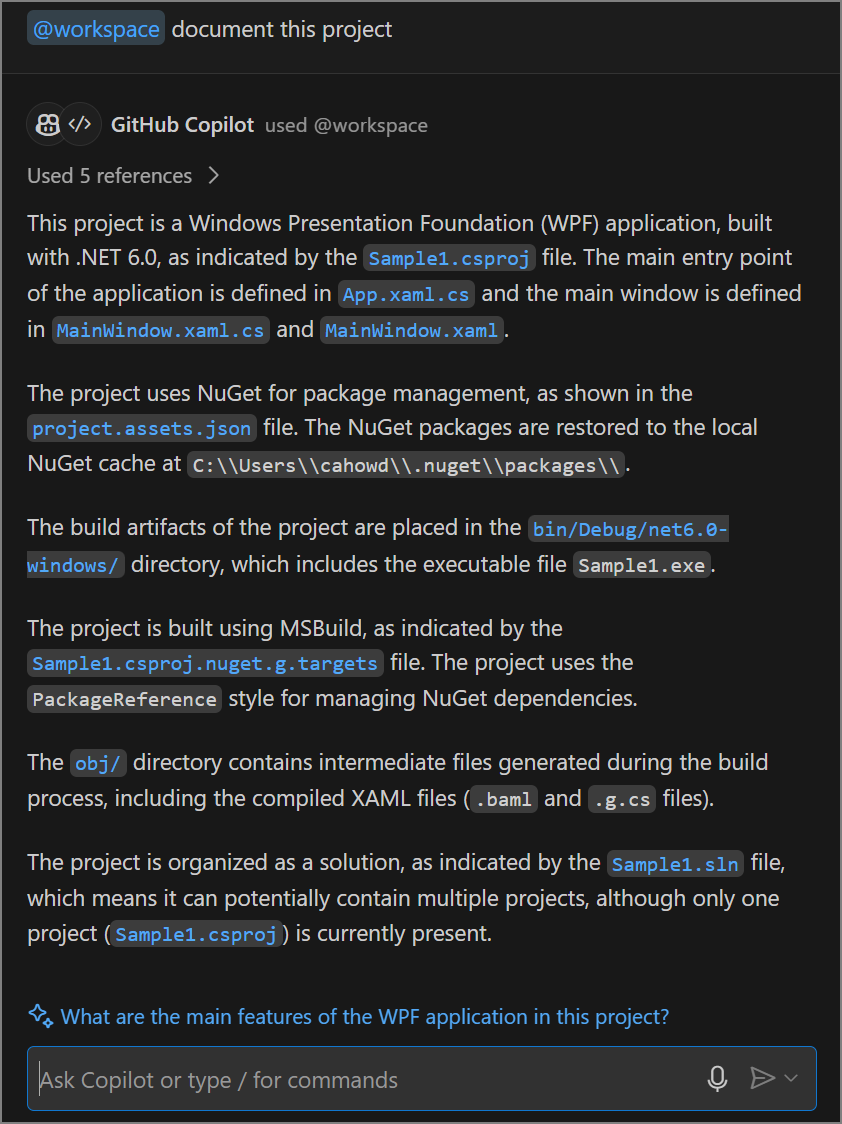 @workspace document this project
GitHub Copilot used @workspace
Used 5 references
This project is a Windows Presentation Foundation (WPF) application, built
with .NET 6.0, as indicated by the Sample1.csproj file. The main entry point
of the application is defined in App.xaml.cs and the main window is defined
in MainWindow.xaml.cs and MainWindow.xaml.
The project uses NuGet for package management, as shown in the
project.assets.json file. The NuGet packages are restored to the local
NuGet cache at C:\\Users\\cahowd\\.nuget\\packages\\.
The build artifacts of the project are placed in the bin/Debug/net6.0-
windows/ directory, which includes the executable file Sample1.exe.
The project is built using MSBuild, as indicated by the
Sample1.csproj.nuget.g.targets file. The project uses the
PackageReference style for managing NuGet dependencies.
The obj/ directory contains intermediate files generated during the build
process, including the compiled XAML files (.baml and .g.cs files).
The project is organized as a solution, as indicated by the Sample1.sln file,
which means it can potentially contain multiple projects, although only one
project (Sample1.csproj) is currently present.
What are the main features of the WPF application in this project?
Ask Copilot or type / for commands